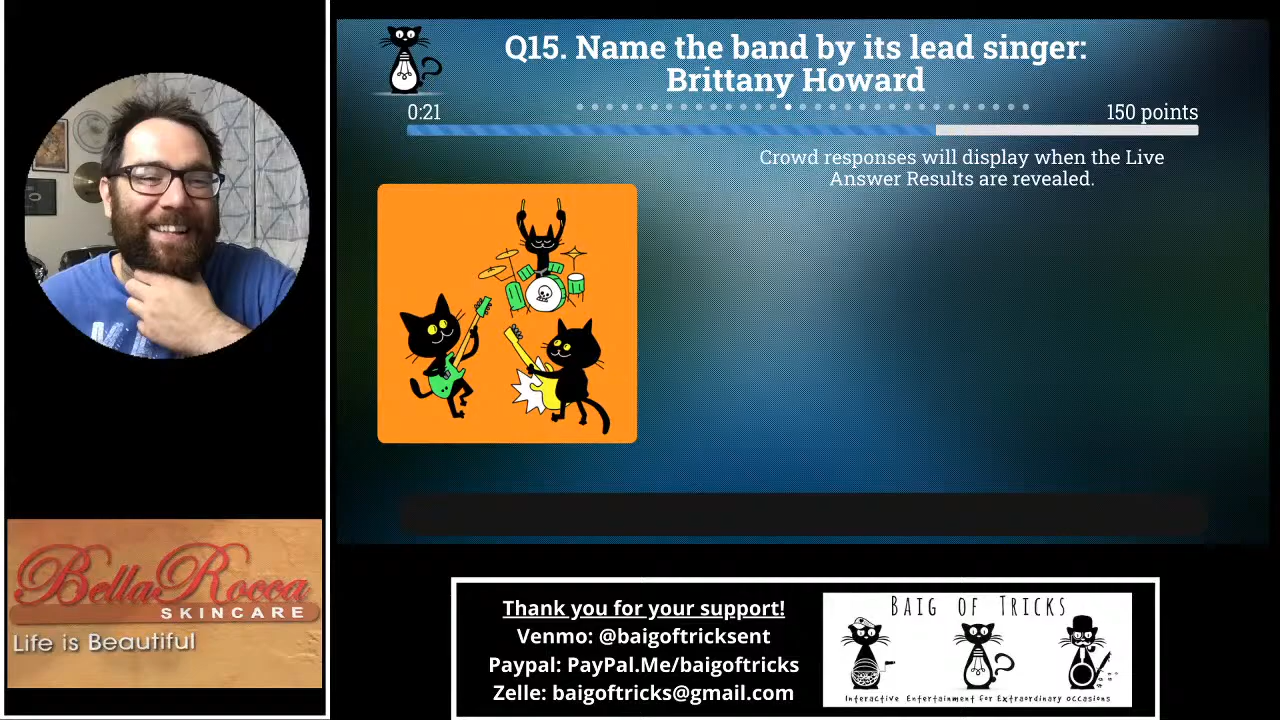 Q15. Name the band by its lead singer:
Brittany Howard
0:21
150 points
Crowd responses will display when the Live
Answer Results are revealed.
BellaRocca
SKINCARE
Life is Beautiful
Thank you for your support!
Venmo: @baigoftricksent
Paypal: PayPal.Me/baigoftricks
Zelle: baigoftricks@gmail.com
BAIG OF TRICKS
Interactive Entertainment for Extraordinary occasions